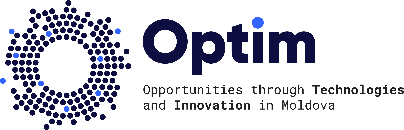 Optim
Opportunities through Technologies
and Innovation in Moldova